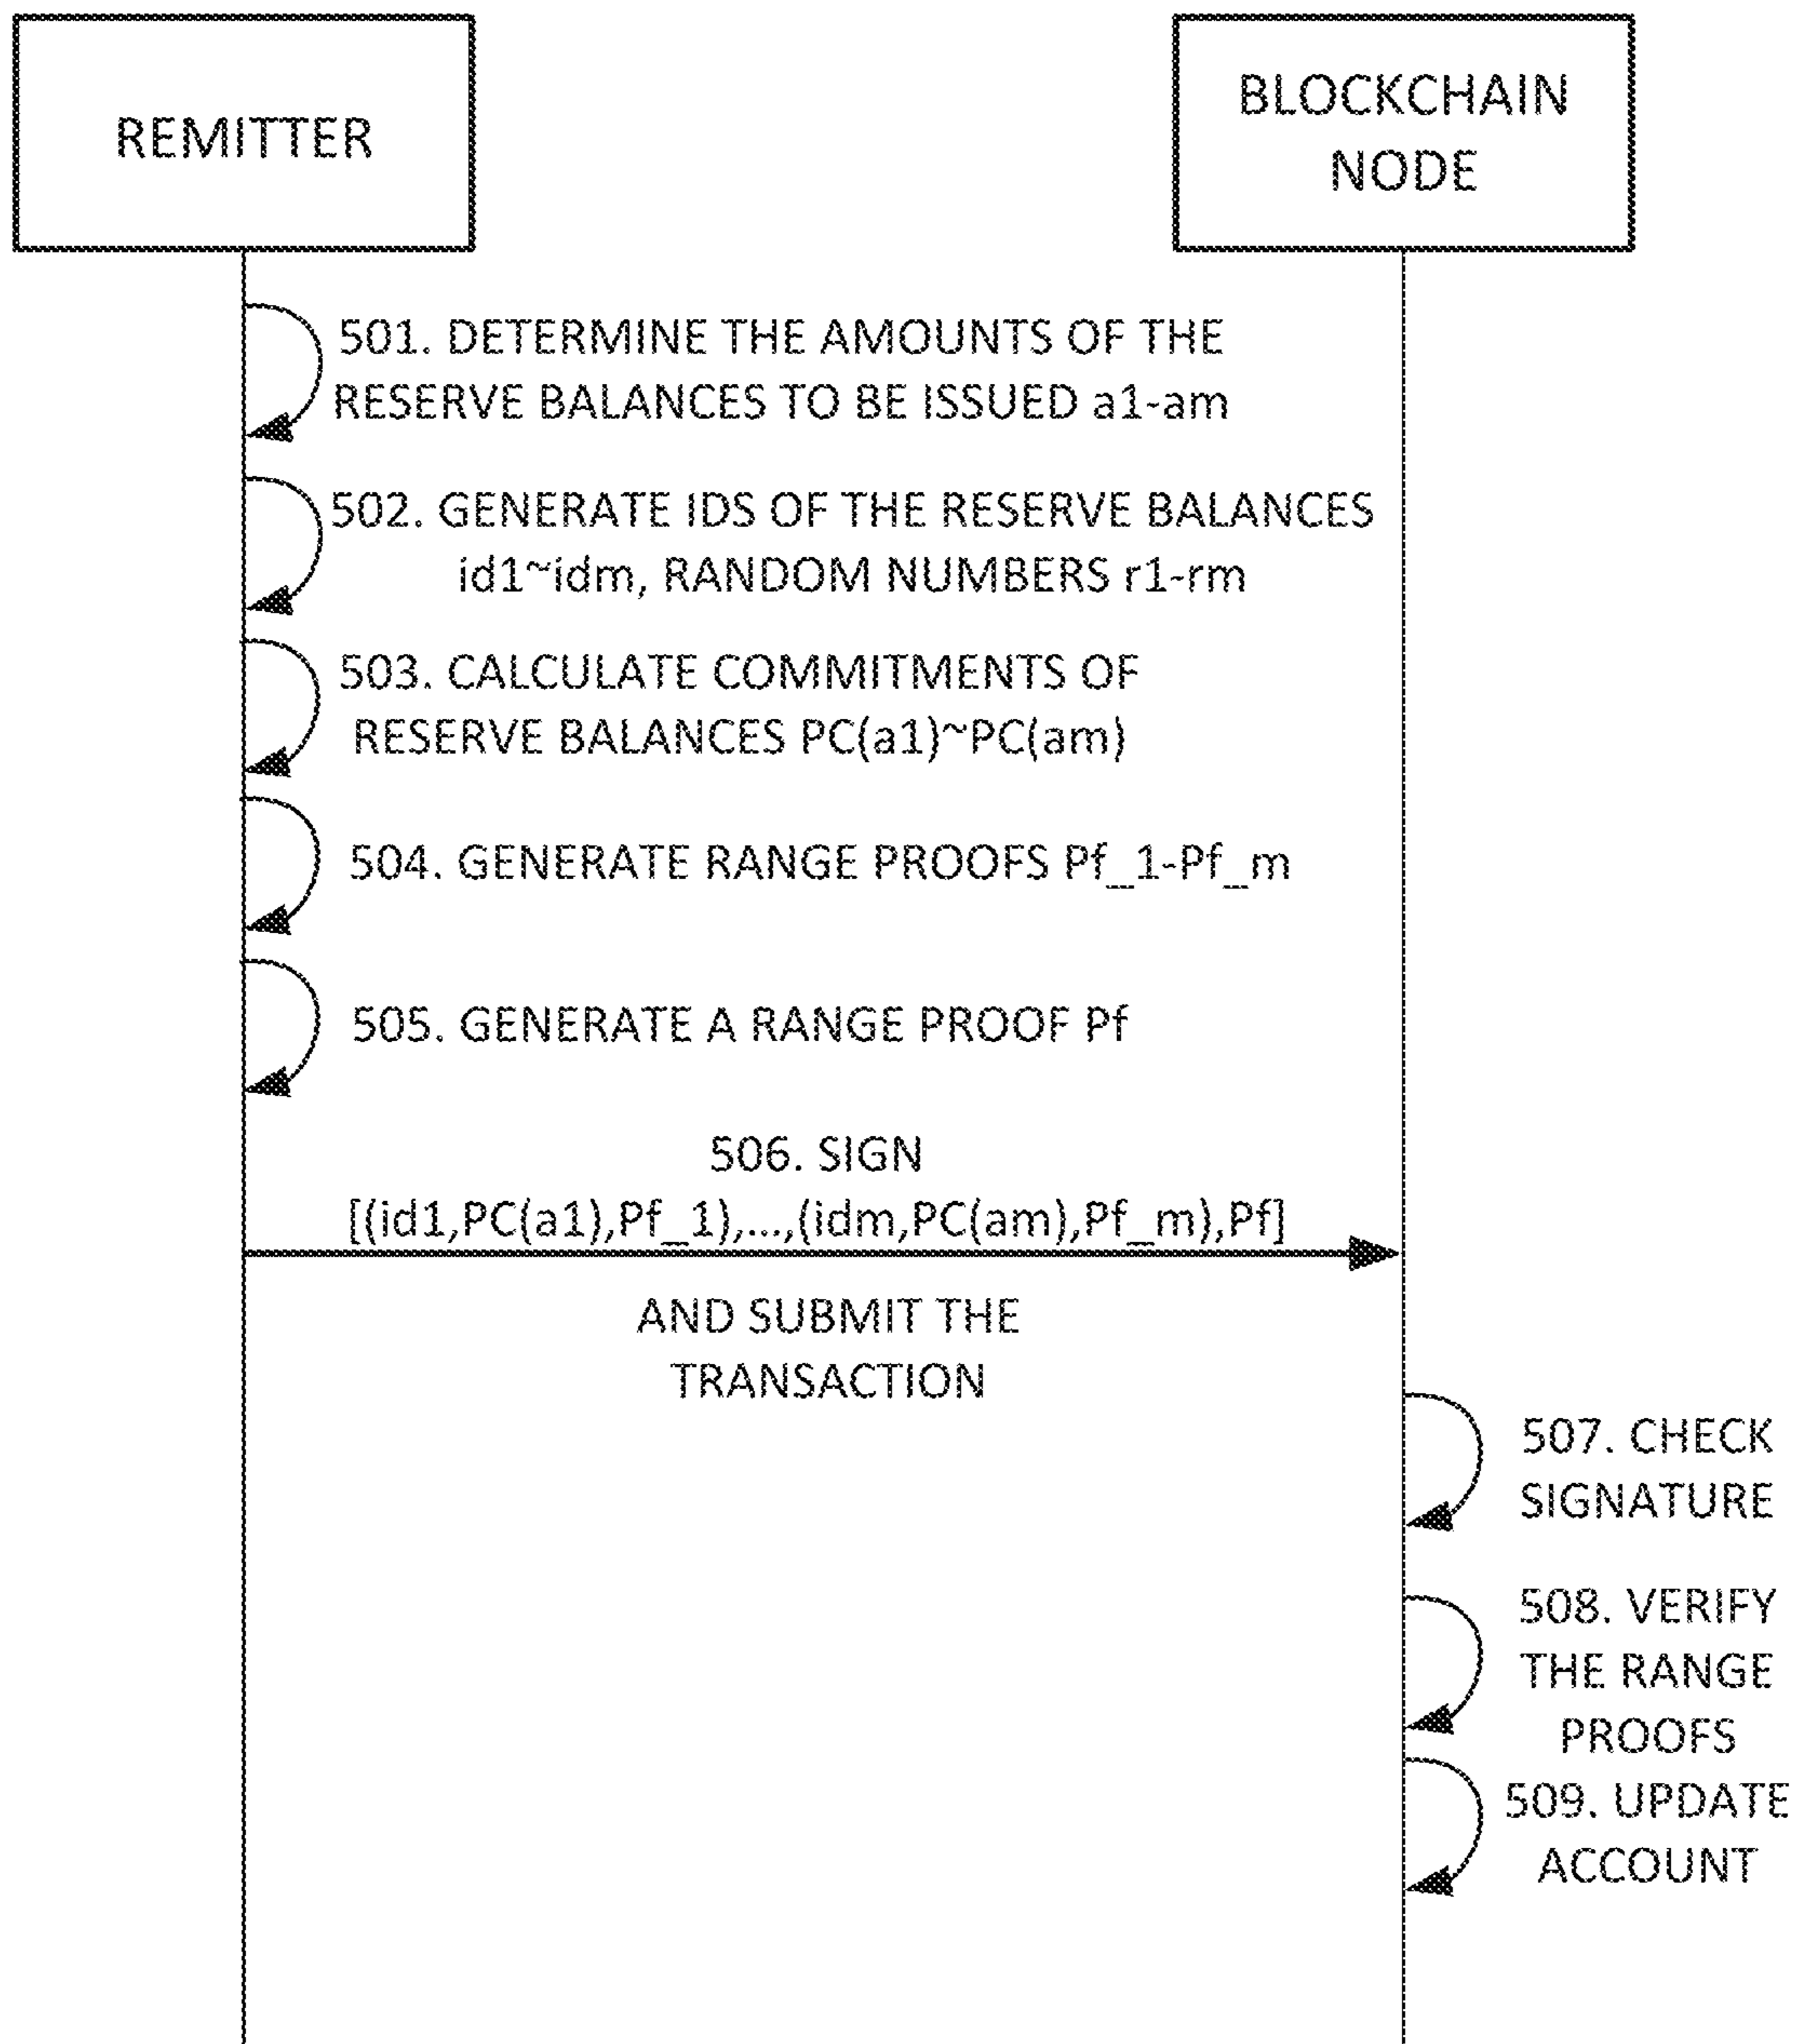 REMITTER
BLOCKCHAIN
NODE
501. DETERMINE THE AMOUNTS OF THE
RESERVE BALANCES TO BE ISSUED a1-am
502. GENERATE IDS OF THE RESERVE BALANCES
id1~idm, RANDOM NUMBERS r1-rm
503. CALCULATE COMMITMENTS OF
RESERVE BALANCES PC(a1)~PC(am)
504. GENERATE RANGE PROOFS Pf_1-Pf_m
505. GENERATE A RANGE PROOF Pf
506. SIGN
[(id1,PC(a1),Pf_1),...,(idm,PC(am),Pf_m),Pf]
AND SUBMIT THE
TRANSACTION
507. CHECK
SIGNATURE
508. VERIFY
THE RANGE
PROOFS
509. UPDATE
ACCOUNT